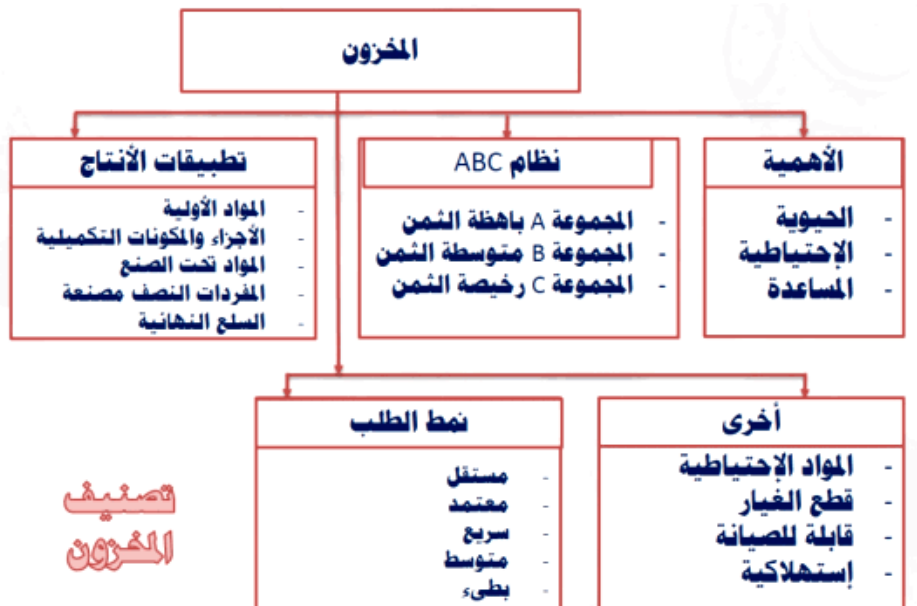 المخزون
الأهمية
- الحيوية
- الإحتياطية
- المساعدة
نظام ABC
- المجموعة A باهظة الثمن
- المجموعة B متوسطة الثمن
- المجموعة C رخيصة الثمن
تطبيقات الأنتاج
- المواد الأولية
- الأجزاء والمكونات التكميلية
- المواد تحت الصنع
- المفردات النصف مصنعة
- السلع النهائية
أخرى
- المواد الإحتياطية
- قطع الغيار
- قابلة للصيانة
- إستهلاكية
نمط الطلب
- مستقل
- معتمد
- سريع
- متوسط
- بطىء
تصنيف
المخزون